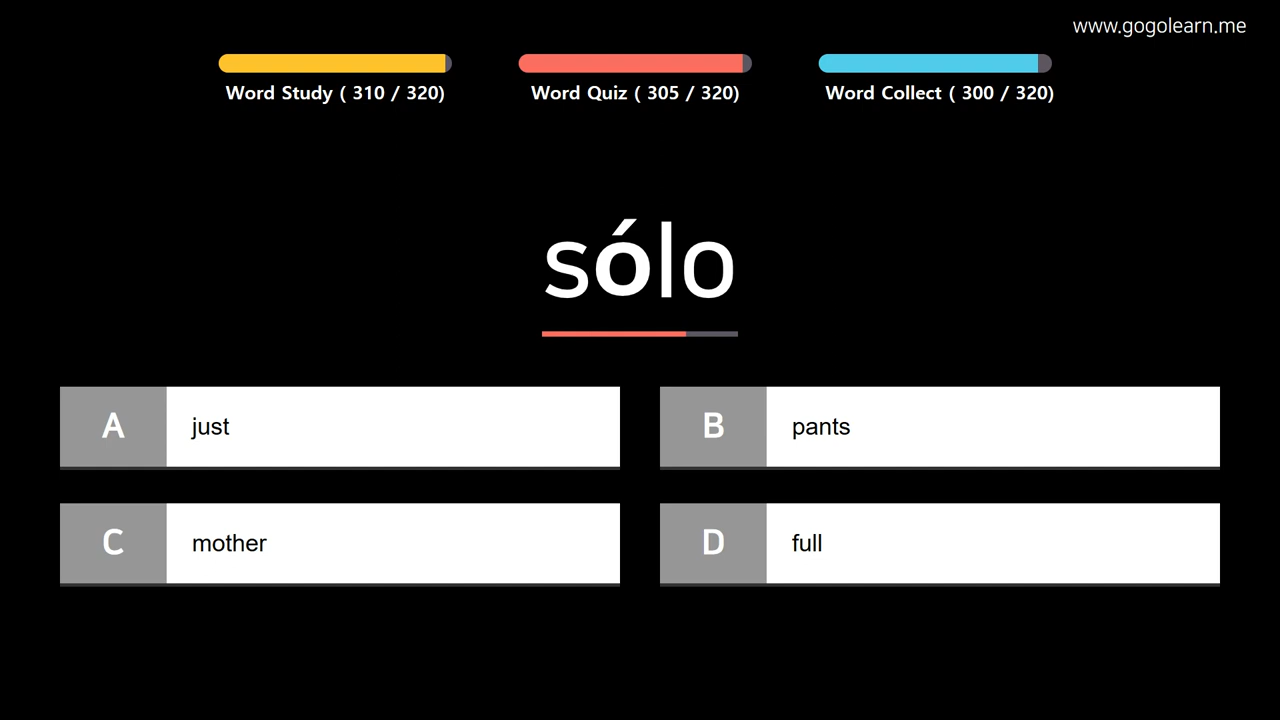 www.gogolearn.me
Word Study ( 310 / 320)
Word Quiz ( 305 / 320)
Word Collect ( 300 / 320)
sólo
A just
B pants
C mother
D full